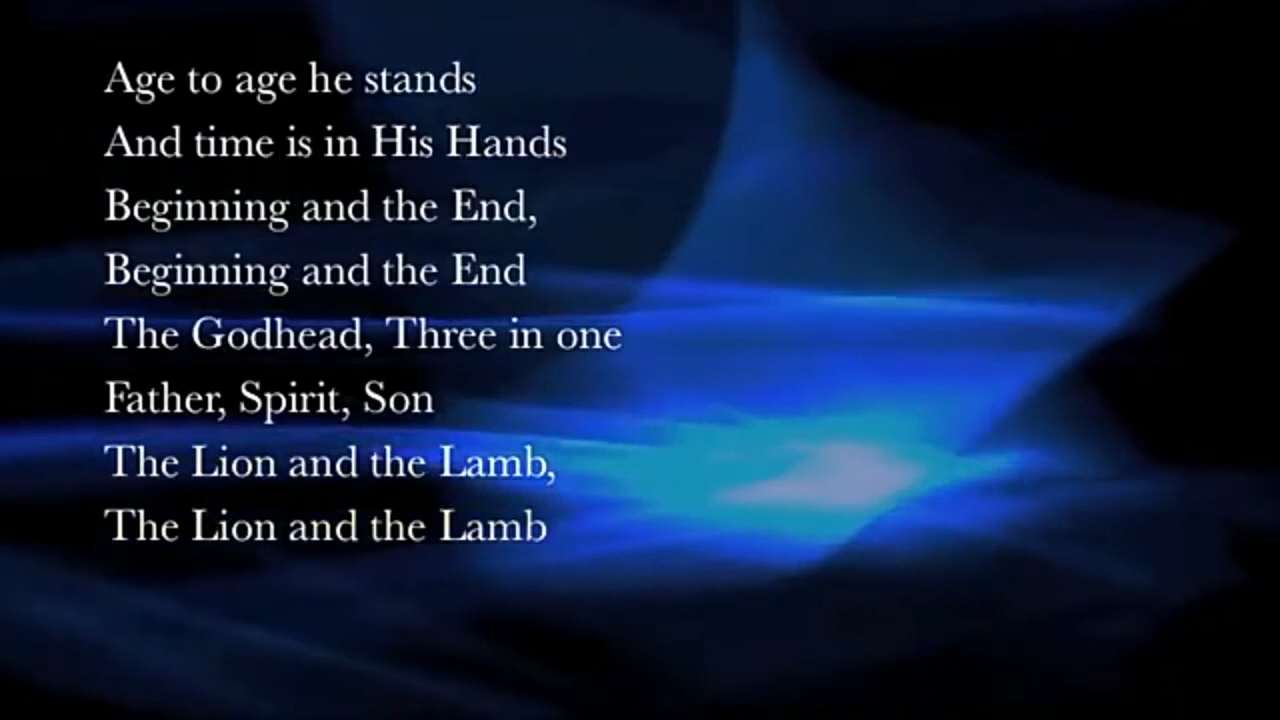 Age to age he stands
And time is in His Hands
Beginning and the End,
Beginning and the End
The Godhead, Three in one
Father, Spirit, Son
The Lion and the Lamb,
The Lion and the Lamb